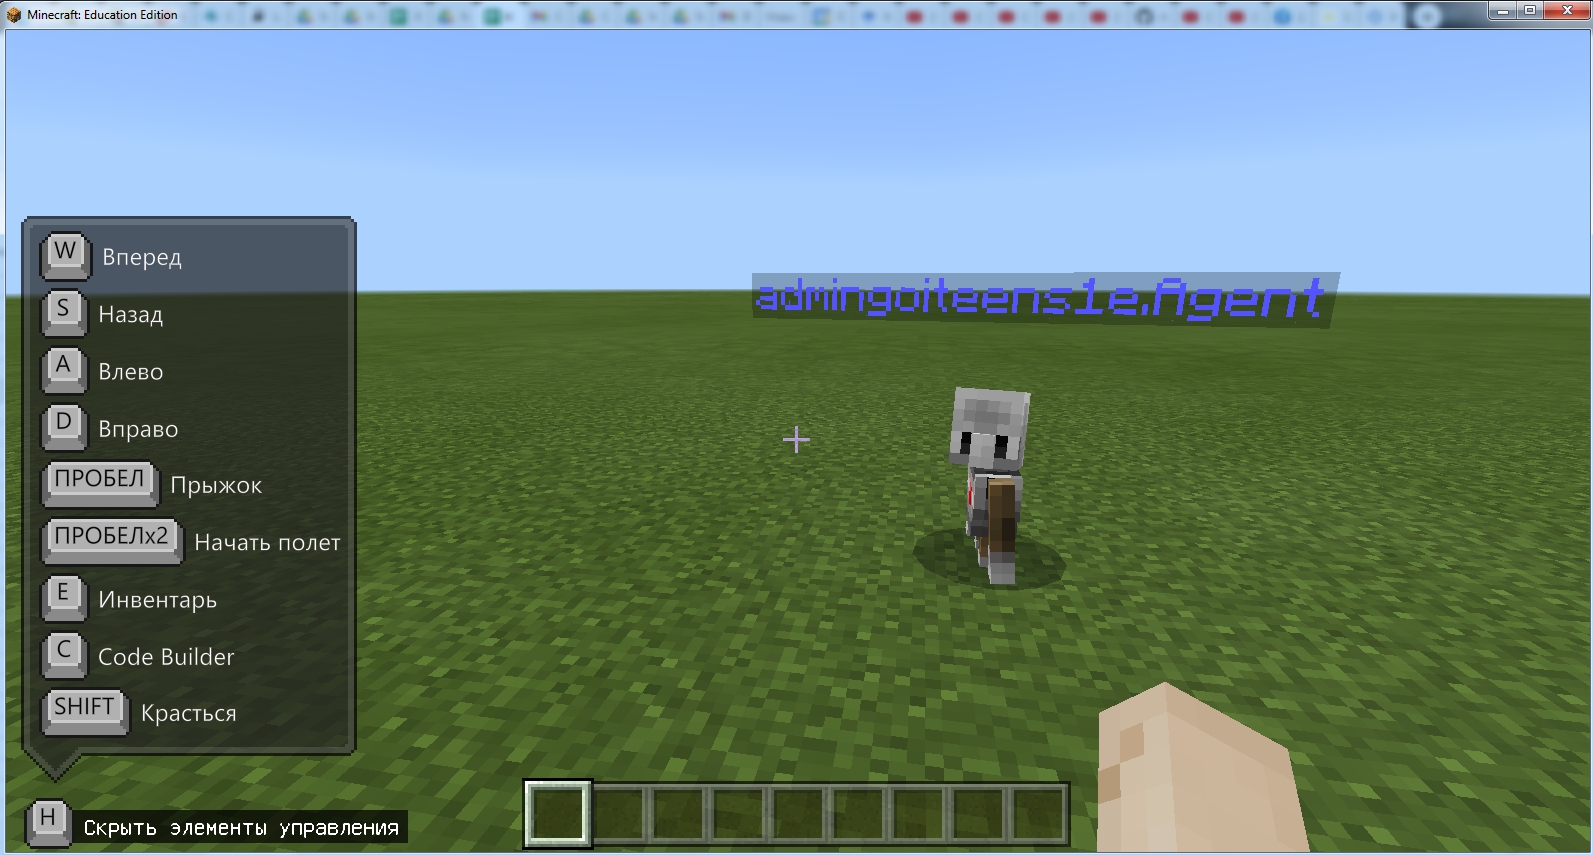 Minecraft: Education Edition
admingoiteens1e.Agent
W Вперед
S Назад
A Влево
D Вправо
ПРОБЕЛ Прыжок
ПРОБЕЛx2 Начать полет
E Инвентарь
C Code Builder
SHIFT Красться
H Скрыть элементы управления